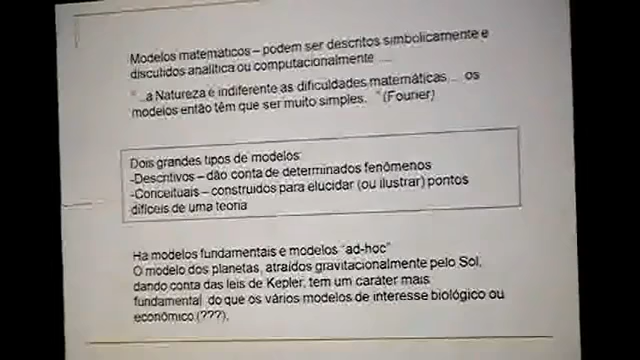 Modelos matemáticos – podem ser descritos simbolicamente e
discutidos analítica ou computacionalmente ....
" ...a Natureza é indiferente as dificuldades matemáticas ... os
modelos então têm que ser muito simples. " (Fourier)
Dois grandes tipos de modelos:
-Descritivos – dão conta de determinados fenómenos
-Conceituais – construidos para elucidar (ou ilustrar) pontos
difíceis de uma teoria
Ha modelos fundamentais e modelos "ad-hoc"
O modelo dos planetas, atraídos gravitacionalmente pelo Sol,
dando conta das leis de Kepler, tem um caráter mais
fundamental do que os vários modelos de interesse biológico ou
econômico (???).